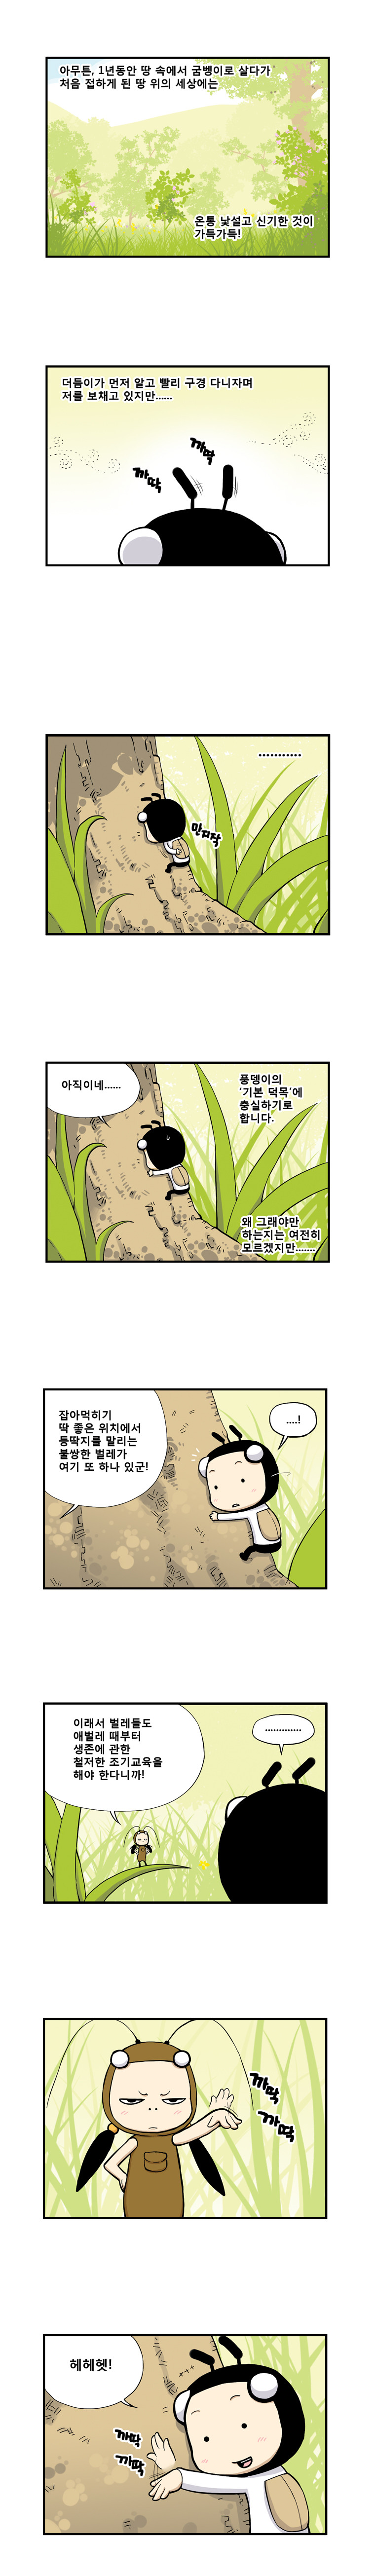 아무튼, 1년동안 땅 속에서 굼벵이로 살다가
처음 접하게 된 땅 위의 세상에는
온통 낯설고 신기한 것이
가득가득!
더듬이가 먼저 알고 빨리 구경 다니자며
저를 보채고 있지만......
까딱
까딱
...........
만지작
아직이네......
풍뎅이의
'기본 덕목'에
충실하기로
합니다.
왜 그래야만
하는지는 여전히
모르겠지만.......
잡아먹히기
딱 좋은 위치에서
등딱지를 말리는
불쌍한 벌레가
여기 또 하나 있군!
....!
이래서 벌레들도
애벌레 때부터
생존에 관한
철저한 조기교육을
해야 한다니까!
.............
까딱
까딱
헤헤헷!
까딱
까딱